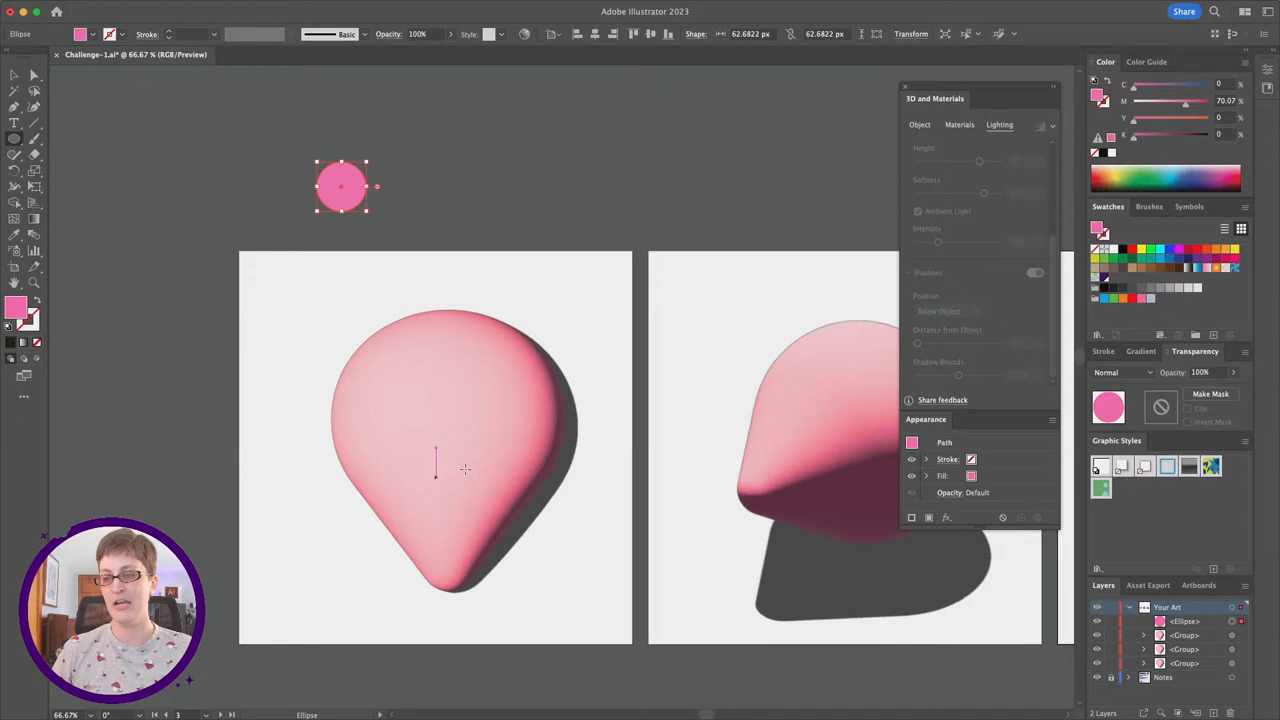 Adobe Illustrator 2023
Share
Ellipse
Stroke:
Basic
Opacity:
100%
Style:
Shape:
62.6822 px
62.6822 px
Transform
Challenge-1.ai* @ 66.67 % (RGB/Preview)
3D and Materials
Object
Materials
Lighting
Height
Softness
Ambient Light
Intensity
Shadows
Position
Below Object
Distance from Object
Shadow Bounds
Share feedback
Appearance
Path
Stroke:
Fill:
Opacity: Default
fx
Color
Color Guide
C
0
%
M
70.07
%
Y
0
%
K
0
%
Swatches
Brushes
Symbols
Stroke
Gradient
Transparency
Normal
Opacity:
100%
Make Mask
Clip
Invert Mask
Graphic Styles
Layers
Asset Export
Artboards
Your Art
<Ellipse>
<Group>
<Group>
<Group>
Notes
2 Layers
66.67%
0°
3
Ellipse